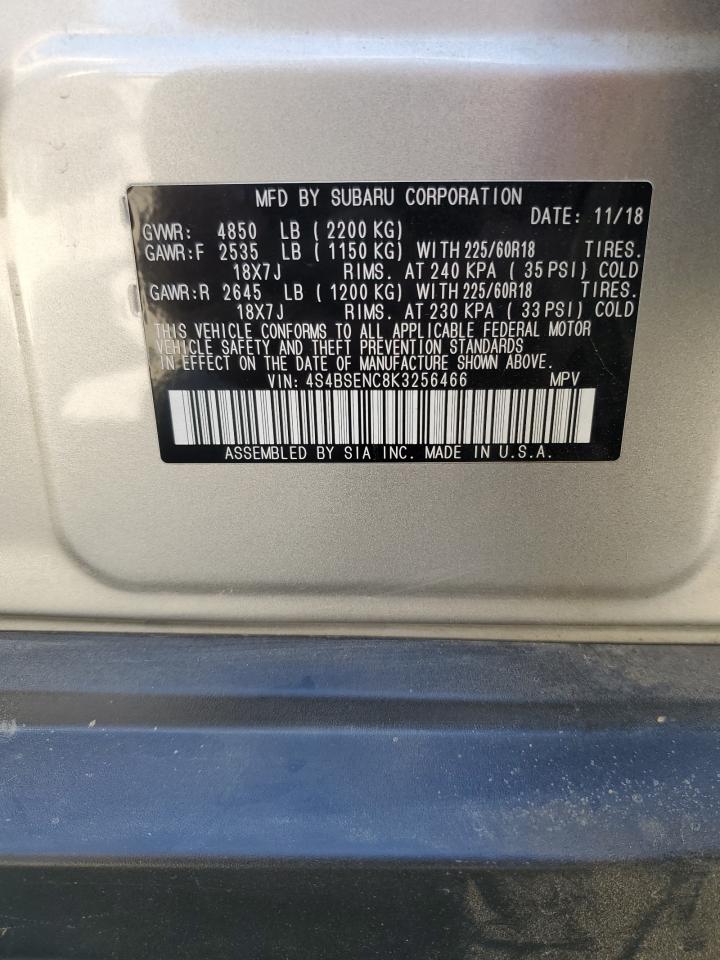 MFD BY SUBARU CORPORATION
DATE: 11/18
GVWR: 4850 LB (2200 KG)
GAWR:F 2535 LB (1150 KG) WITH 225/60R18 TIRES.
18X7J RIMS. AT 240 KPA (35 PSI) COLD
GAWR:R 2645 LB (1200 KG) WITH 225/60R18 TIRES.
18X7J RIMS. AT 230 KPA (33 PSI) COLD
THIS VEHICLE CONFORMS TO ALL APPLICABLE FEDERAL MOTOR
VEHICLE SAFETY AND THEFT PREVENTION STANDARDS
IN EFFECT ON THE DATE OF MANUFACTURE SHOWN ABOVE.
VIN: 4S4BSENC8K3256466 MPV
ASSEMBLED BY SIA INC. MADE IN U.S.A.